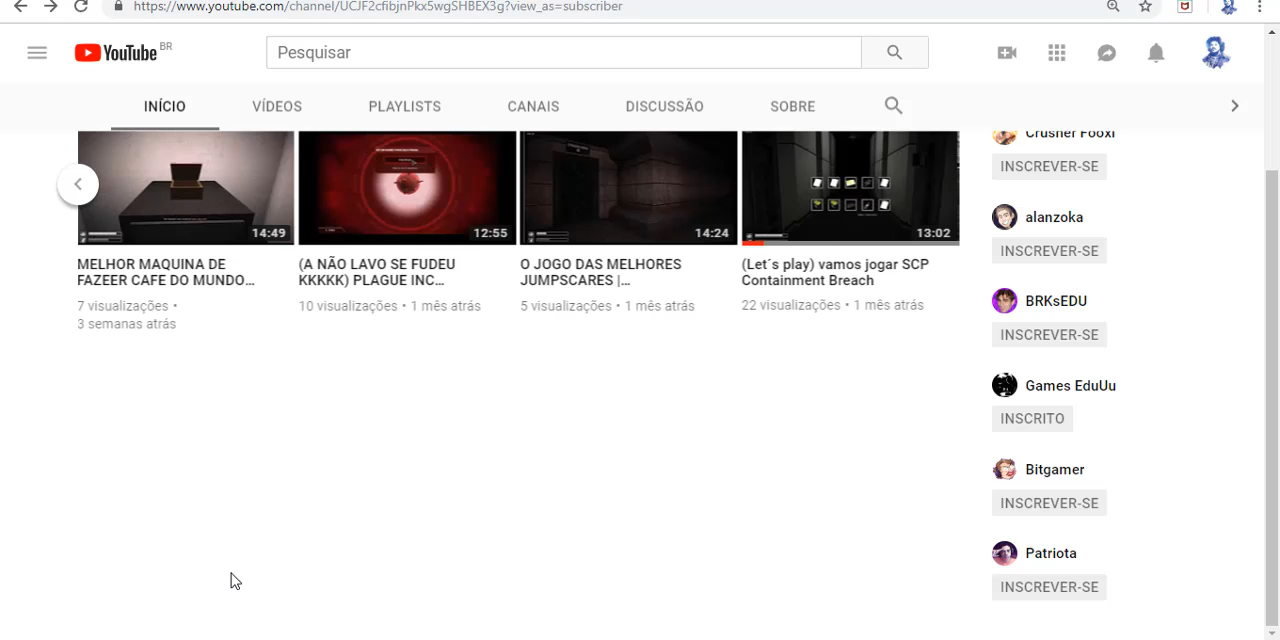 https://www.youtube.com/channel/UCJF2cfibjnPkx5wgSHBEX3g?view_as=subscriber
YouTube BR
Pesquisar
INÍCIO VÍDEOS PLAYLISTS CANAIS DISCUSSÃO SOBRE
14:49 12:55 14:24 13:02
MELHOR MAQUINA DE
FAZEER CAFE DO MUNDO...
7 visualizações •
3 semanas atrás
(A NÃO LAVO SE FUDEU
KKKKK) PLAGUE INC...
10 visualizações • 1 mês atrás
O JOGO DAS MELHORES
JUMPSCARES |...
5 visualizações • 1 mês atrás
(Let´s play) vamos jogar SCP
Containment Breach
22 visualizações • 1 mês atrás
Crusher Fooxi
INSCREVER-SE
alanzoka
INSCREVER-SE
BRKsEDU
INSCREVER-SE
Games EduUu
INSCRITO
Bitgamer
INSCREVER-SE
Patriota
INSCREVER-SE